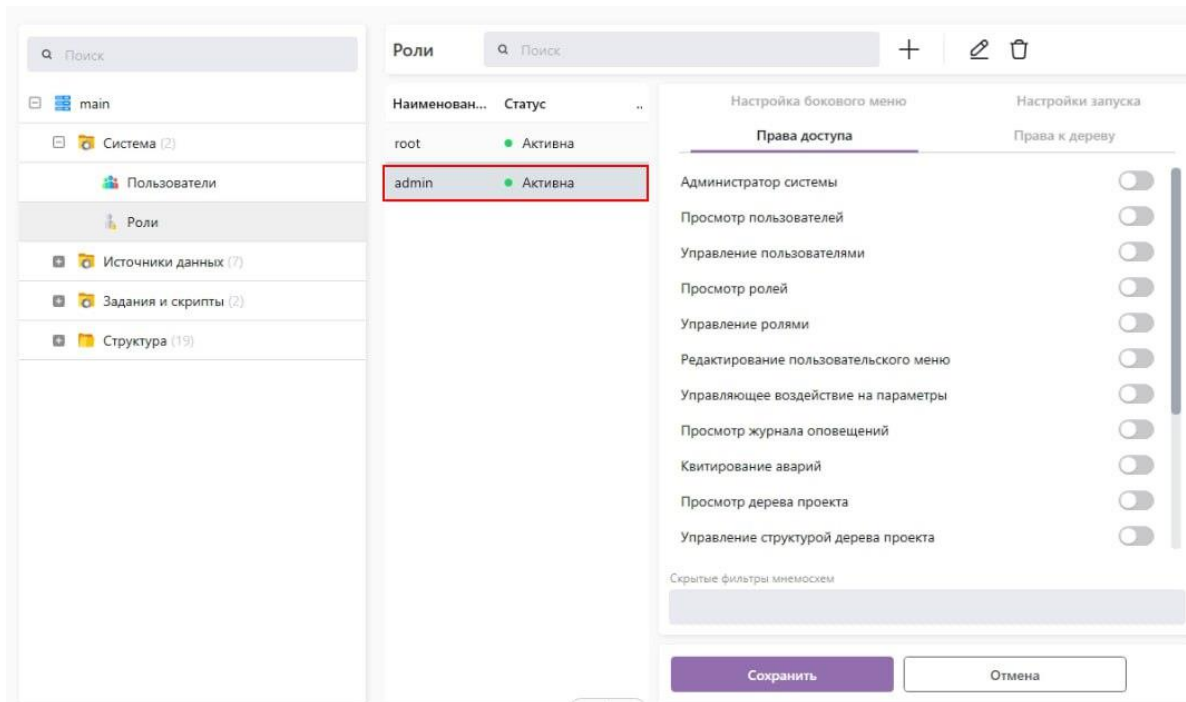 Поиск
main
Система (2)
Пользователи
Роли
Источники данных (7)
Задания и скрипты (2)
Структура (19)
Роли
Поиск
Наименован... Статус ..
root Активна
admin Активна
Настройка бокового меню Настройки запуска
Права доступа Права к дереву
Администратор системы
Просмотр пользователей
Управление пользователями
Просмотр ролей
Управление ролями
Редактирование пользовательского меню
Управляющее воздействие на параметры
Просмотр журнала оповещений
Квитирование аварий
Просмотр дерева проекта
Управление структурой дерева проекта
Скрытые фильтры мнемосхем
Сохранить Отмена